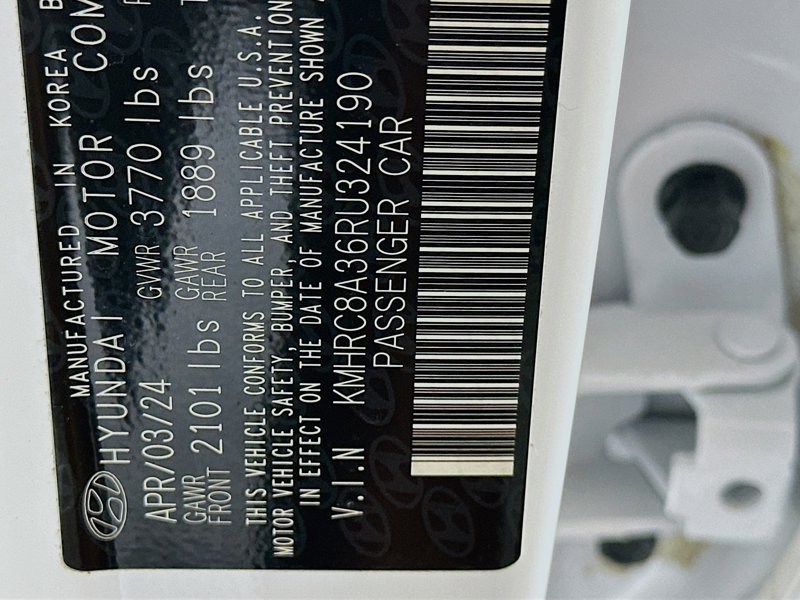 MANUFACTURED IN KOREA B
HYUNDAI MOTOR COM
APR/03/24 GVWR 3770 lbs
GAWR FRONT 2101 lbs GAWR REAR 1889 lbs
THIS VEHICLE CONFORMS TO ALL APPLICABLE U.S.A.
MOTOR VEHICLE SAFETY, BUMPER, AND THEFT PREVENTION
IN EFFECT ON THE DATE OF MANUFACTURE SHOWN
V.I.N KMHRC8A36RU324190
PASSENGER CAR